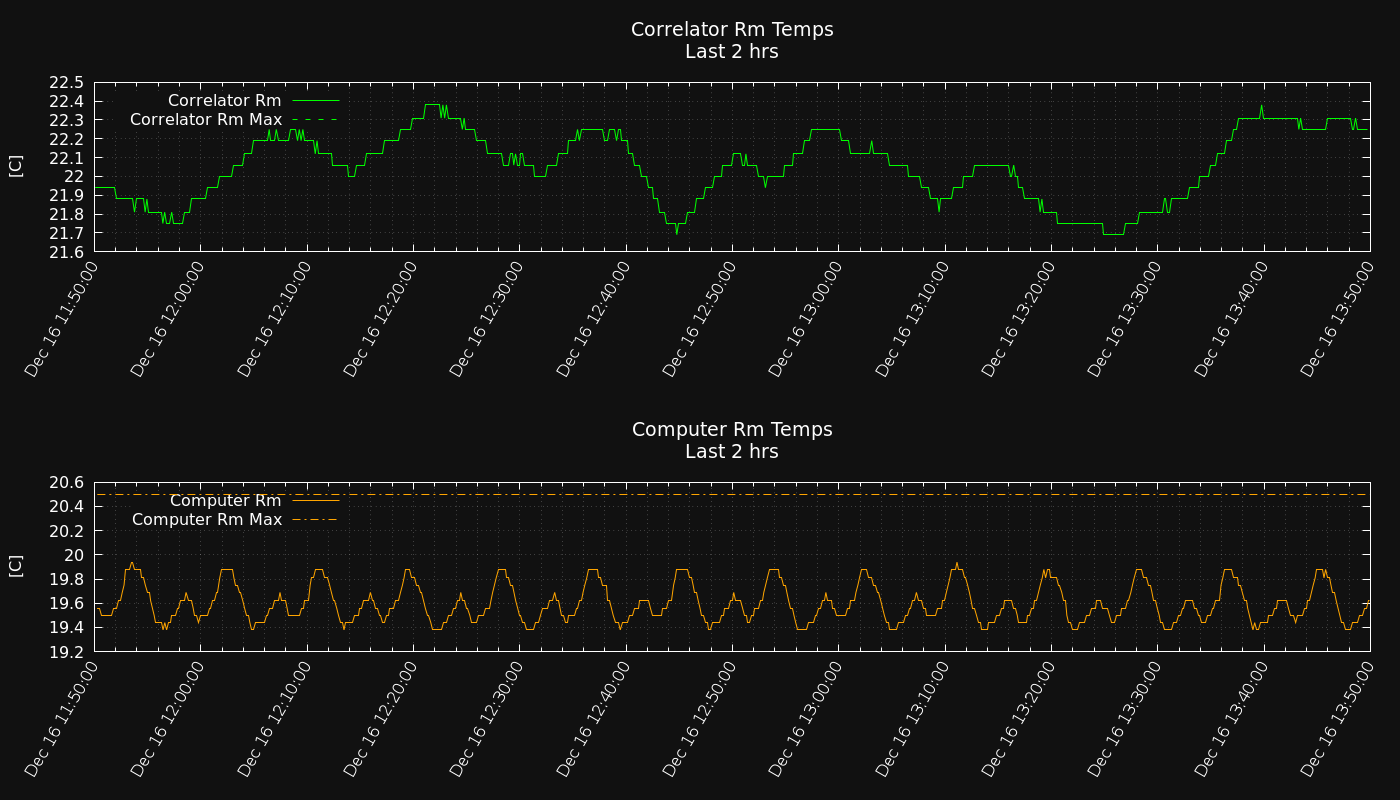 Correlator Rm Temps
Last 2 hrs
22.5
22.4
22.3
22.2
22.1
22
21.9
21.8
21.7
21.6
[C]
Correlator Rm
Correlator Rm Max
Dec 16 11:50:00
Dec 16 12:00:00
Dec 16 12:10:00
Dec 16 12:20:00
Dec 16 12:30:00
Dec 16 12:40:00
Dec 16 12:50:00
Dec 16 13:00:00
Dec 16 13:10:00
Dec 16 13:20:00
Dec 16 13:30:00
Dec 16 13:40:00
Dec 16 13:50:00
Computer Rm Temps
Last 2 hrs
20.6
20.4
20.2
20
19.8
19.6
19.4
19.2
[C]
Computer Rm
Computer Rm Max
Dec 16 11:50:00
Dec 16 12:00:00
Dec 16 12:10:00
Dec 16 12:20:00
Dec 16 12:30:00
Dec 16 12:40:00
Dec 16 12:50:00
Dec 16 13:00:00
Dec 16 13:10:00
Dec 16 13:20:00
Dec 16 13:30:00
Dec 16 13:40:00
Dec 16 13:50:00